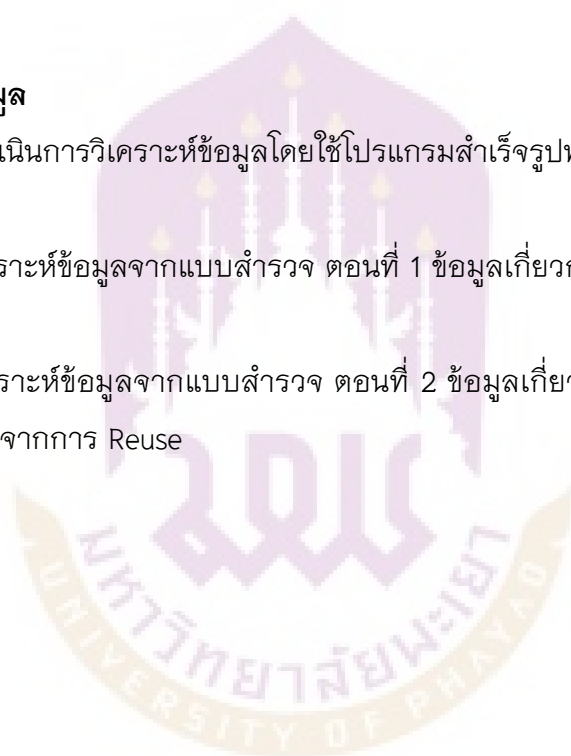 มูล
เนินการวิเคราะห์ข้อมูลโดยใช้โปรแกรมสำเร็จรูปท
ราะห์ข้อมูลจากแบบสำรวจ ตอนที่ 1 ข้อมูลเกี่ยวก
ราะห์ข้อมูลจากแบบสำรวจ ตอนที่ 2 ข้อมูลเกี่ยว
จากการ Reuse
มหาวิทยาลัยพะเยา
UNIVERSITY OF PHAYAO